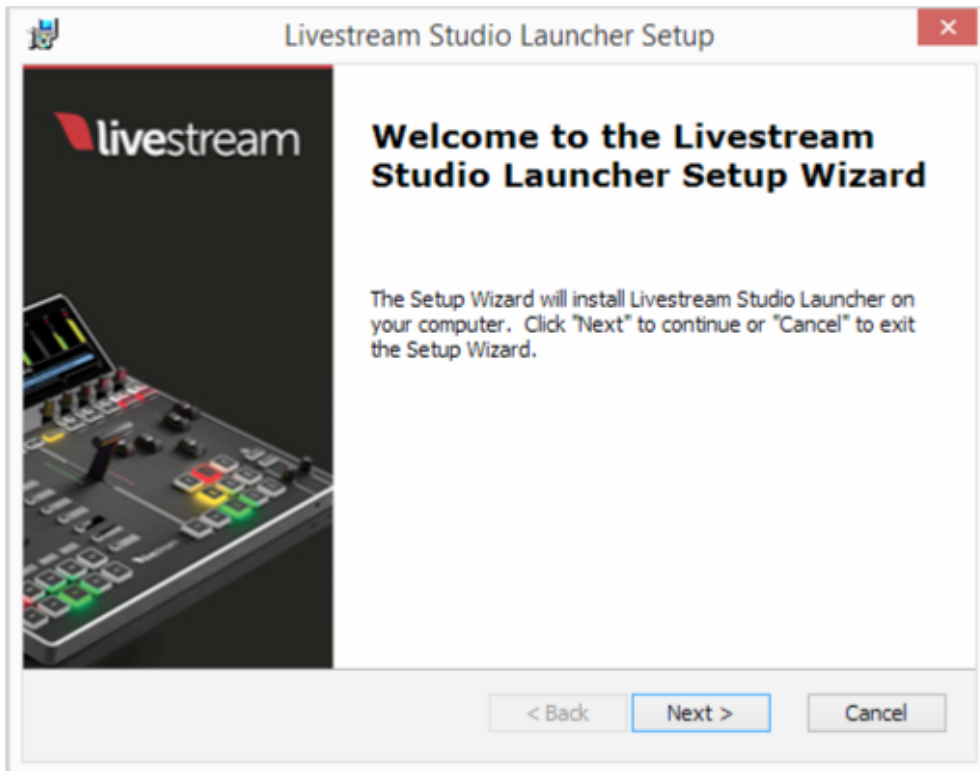 Livestream Studio Launcher Setup
livestream
Welcome to the Livestream
Studio Launcher Setup Wizard
The Setup Wizard will install Livestream Studio Launcher on
your computer.  Click "Next" to continue or "Cancel" to exit
the Setup Wizard.
< Back Next > Cancel